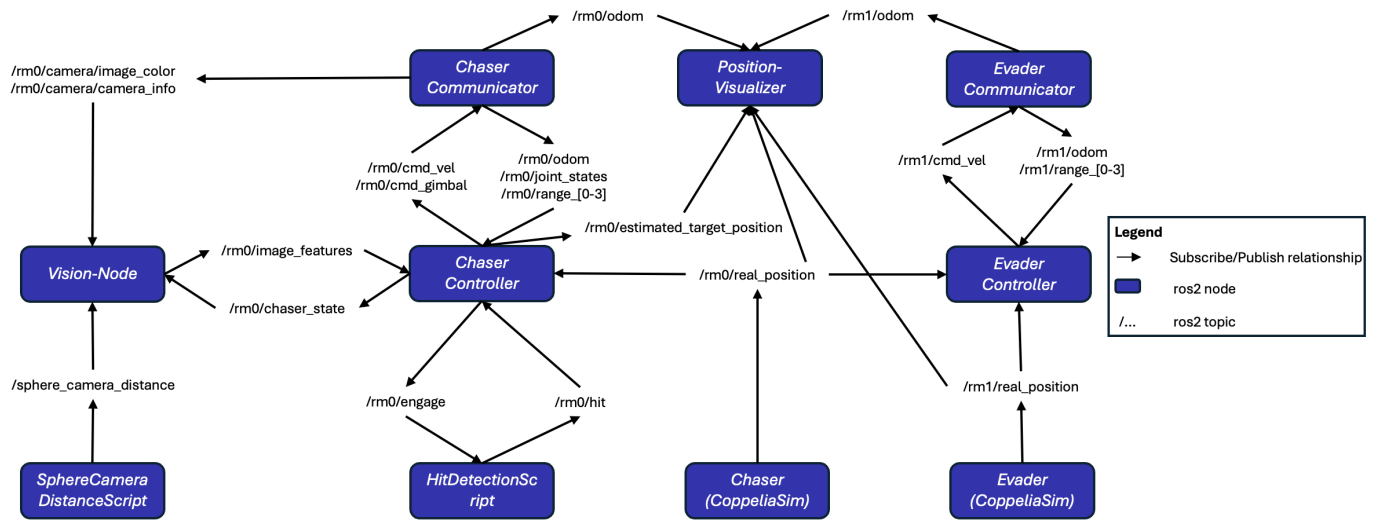 /rm0/odom
/rm1/odom
/rm0/camera/image_color
/rm0/camera/camera_info
Chaser
Communicator
Position-
Visualizer
Evader
Communicator
/rm0/cmd_vel
/rm0/cmd_gimbal
/rm0/odom
/rm0/joint_states
/rm0/range_[0-3]
/rm1/cmd_vel
/rm1/odom
/rm1/range_[0-3]
/rm0/estimated_target_position
Vision-Node
/rm0/image_features
/rm0/chaser_state
Chaser
Controller
/rm0/real_position
Evader
Controller
Legend
Subscribe/Publish relationship
ros2 node
/...
ros2 topic
/sphere_camera_distance
/rm0/engage
/rm0/hit
/rm1/real_position
SphereCamera
DistanceScript
HitDetectionSc
ript
Chaser
(CoppeliaSim)
Evader
(CoppeliaSim)